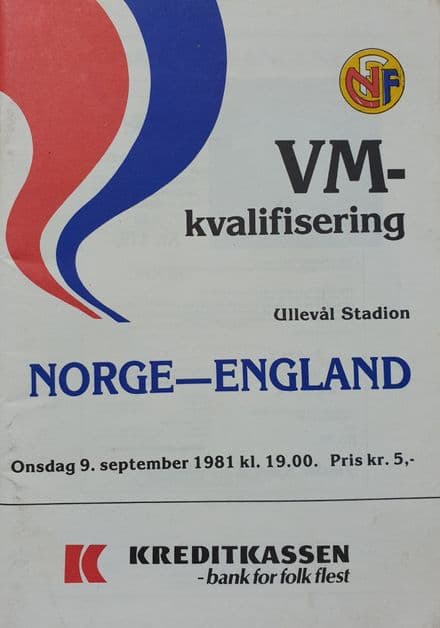 NFF
VM-
kvalifisering
Ullevål Stadion
NORGE—ENGLAND
Onsdag 9. september 1981 kl. 19.00. Pris kr. 5,-
K KREDITKASSEN
- bank for folk flest